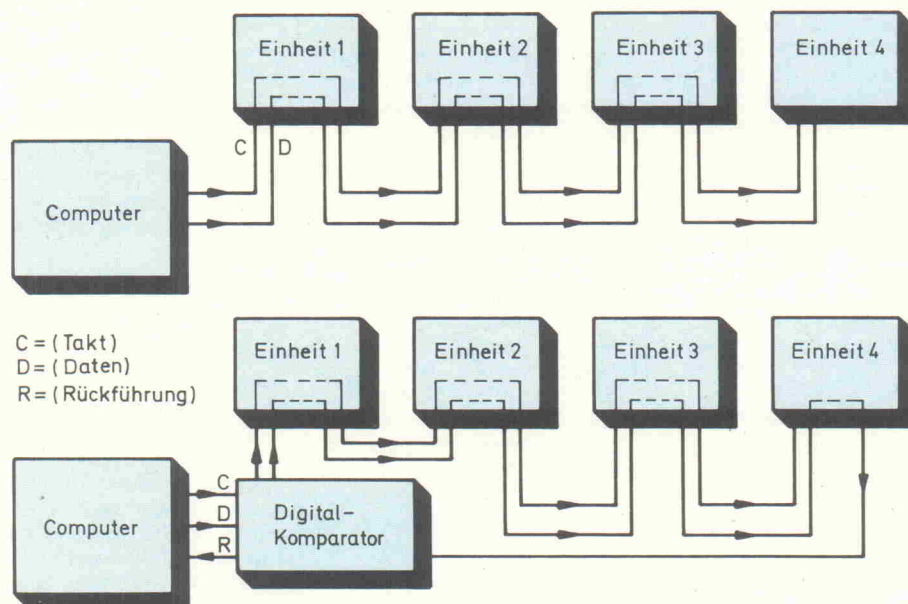 Einheit 1
Einheit 2
Einheit 3
Einheit 4
C D
Computer
C = (Takt)
D = (Daten)
R = (Rückführung)
Einheit 1
Einheit 2
Einheit 3
Einheit 4
C
D
R
Computer
Digital-
Komparator